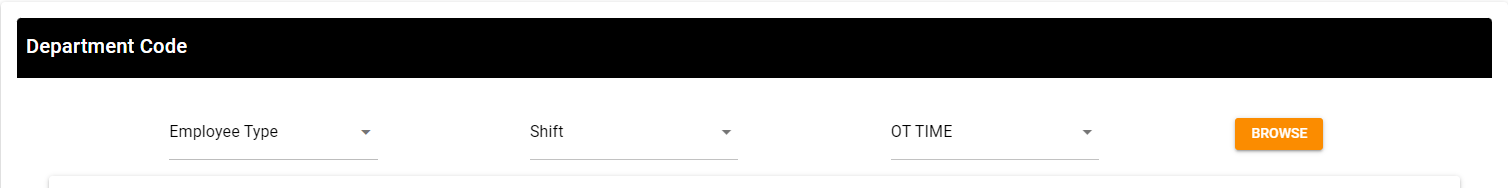 Department Code
Employee Type Shift OT TIME BROWSE